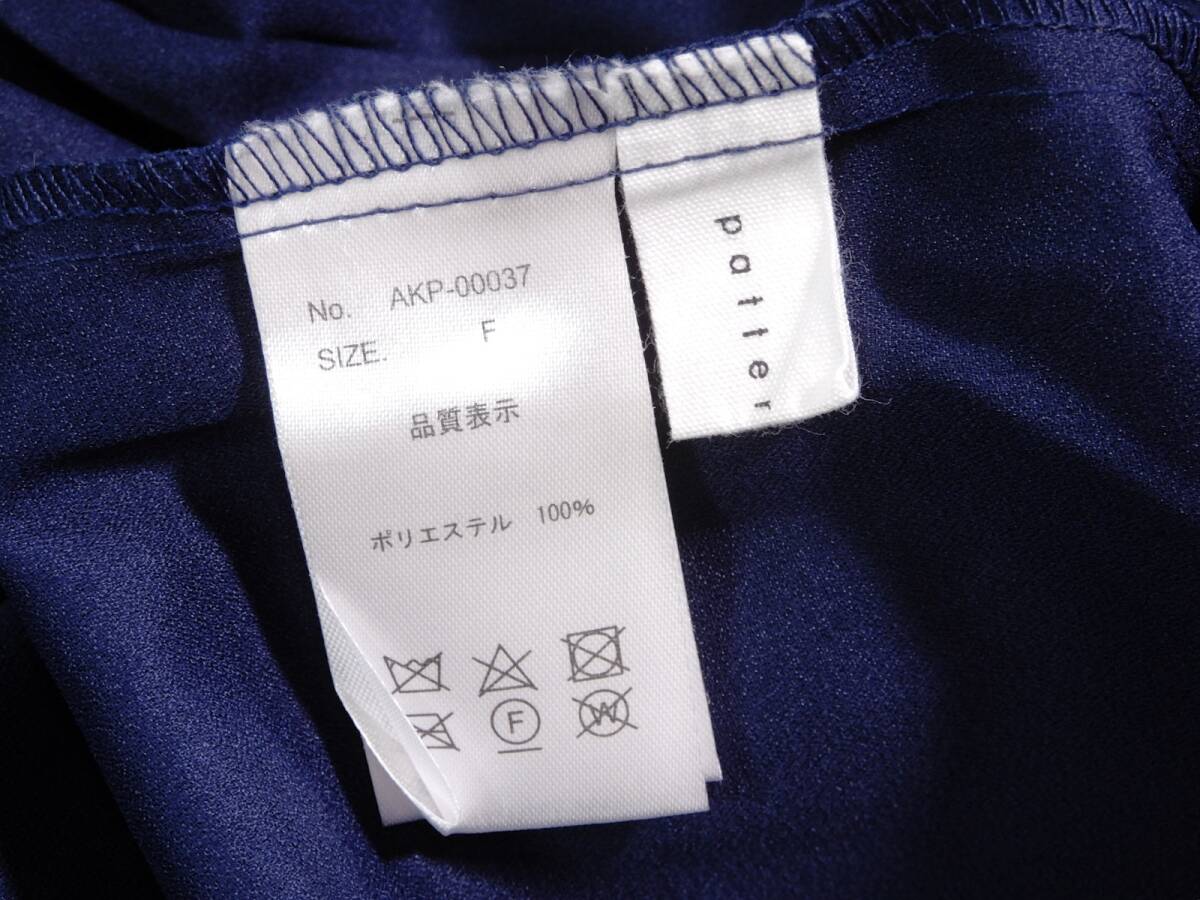 No. AKP-00037
SIZE. F
品質表示
ポリエステル 100%
F
W
patter